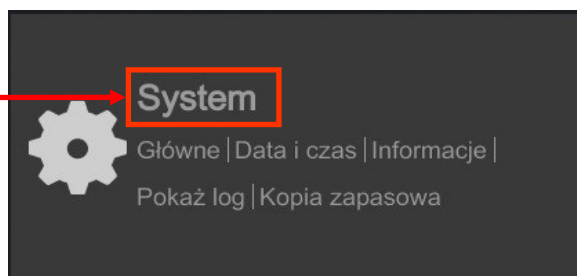 System
Główne | Data i czas | Informacje |
Pokaż log | Kopia zapasowa